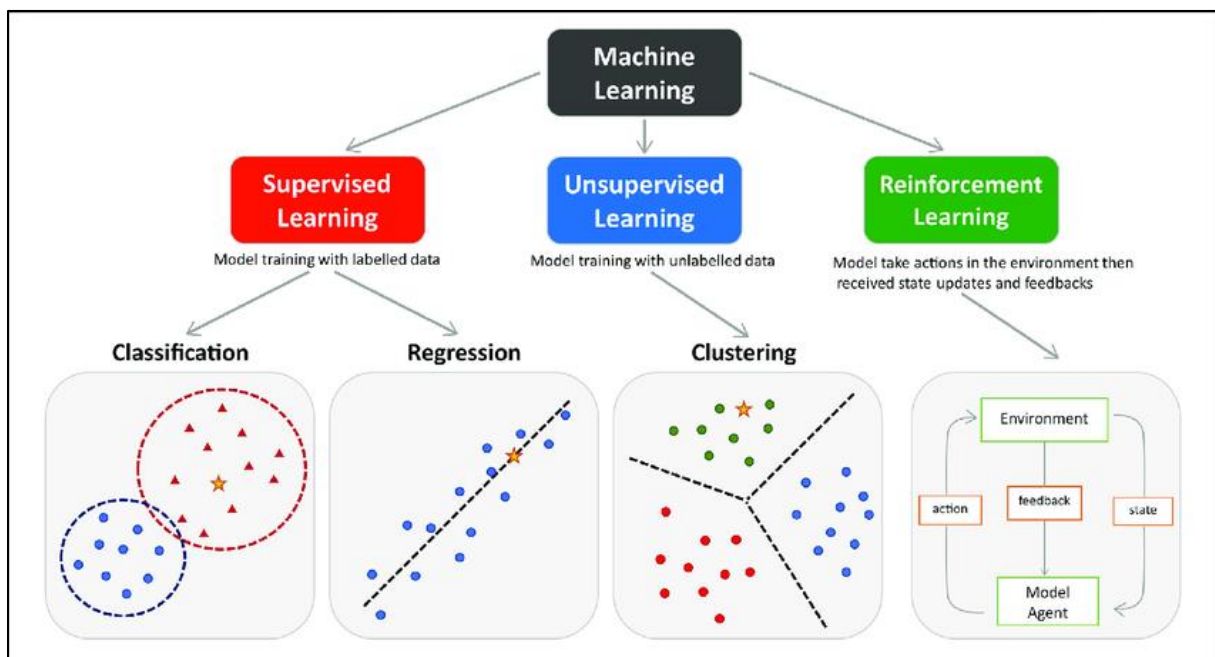 Machine
Learning
Supervised
Learning
Unsupervised
Learning
Reinforcement
Learning
Model training with labelled data
Model training with unlabelled data
Model take actions in the environment then
received state updates and feedbacks
Classification
Regression
Clustering
Environment
action
feedback
state
Model
Agent